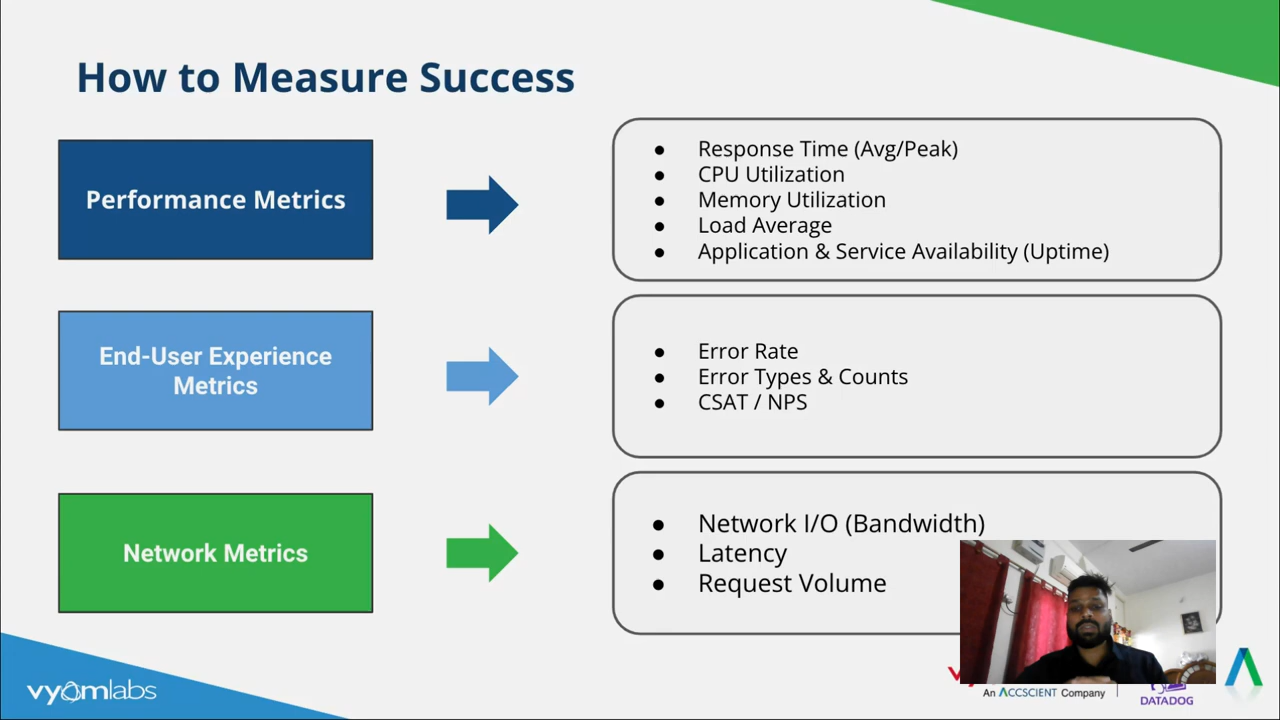 How to Measure Success
Performance Metrics
● Response Time (Avg/Peak)
● CPU Utilization
● Memory Utilization
● Load Average
● Application & Service Availability (Uptime)
End-User Experience
Metrics
● Error Rate
● Error Types & Counts
● CSAT / NPS
Network Metrics
● Network I/O (Bandwidth)
● Latency
● Request Volume
vyomlabs
An ACCSCIENT Company
DATADOG